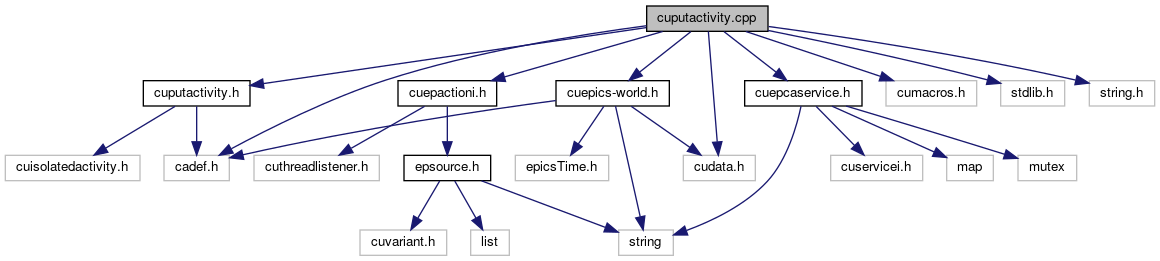 cuputactivity.cpp
cuputactivity.h
cuepactioni.h
cuepics-world.h
cuepcaservice.h
cumacros.h
stdlib.h
string.h
cuisolatedactivity.h
cadef.h
cuthreadlistener.h
epsource.h
epicsTime.h
cudata.h
cuservicei.h
map
mutex
cuvariant.h
list
string